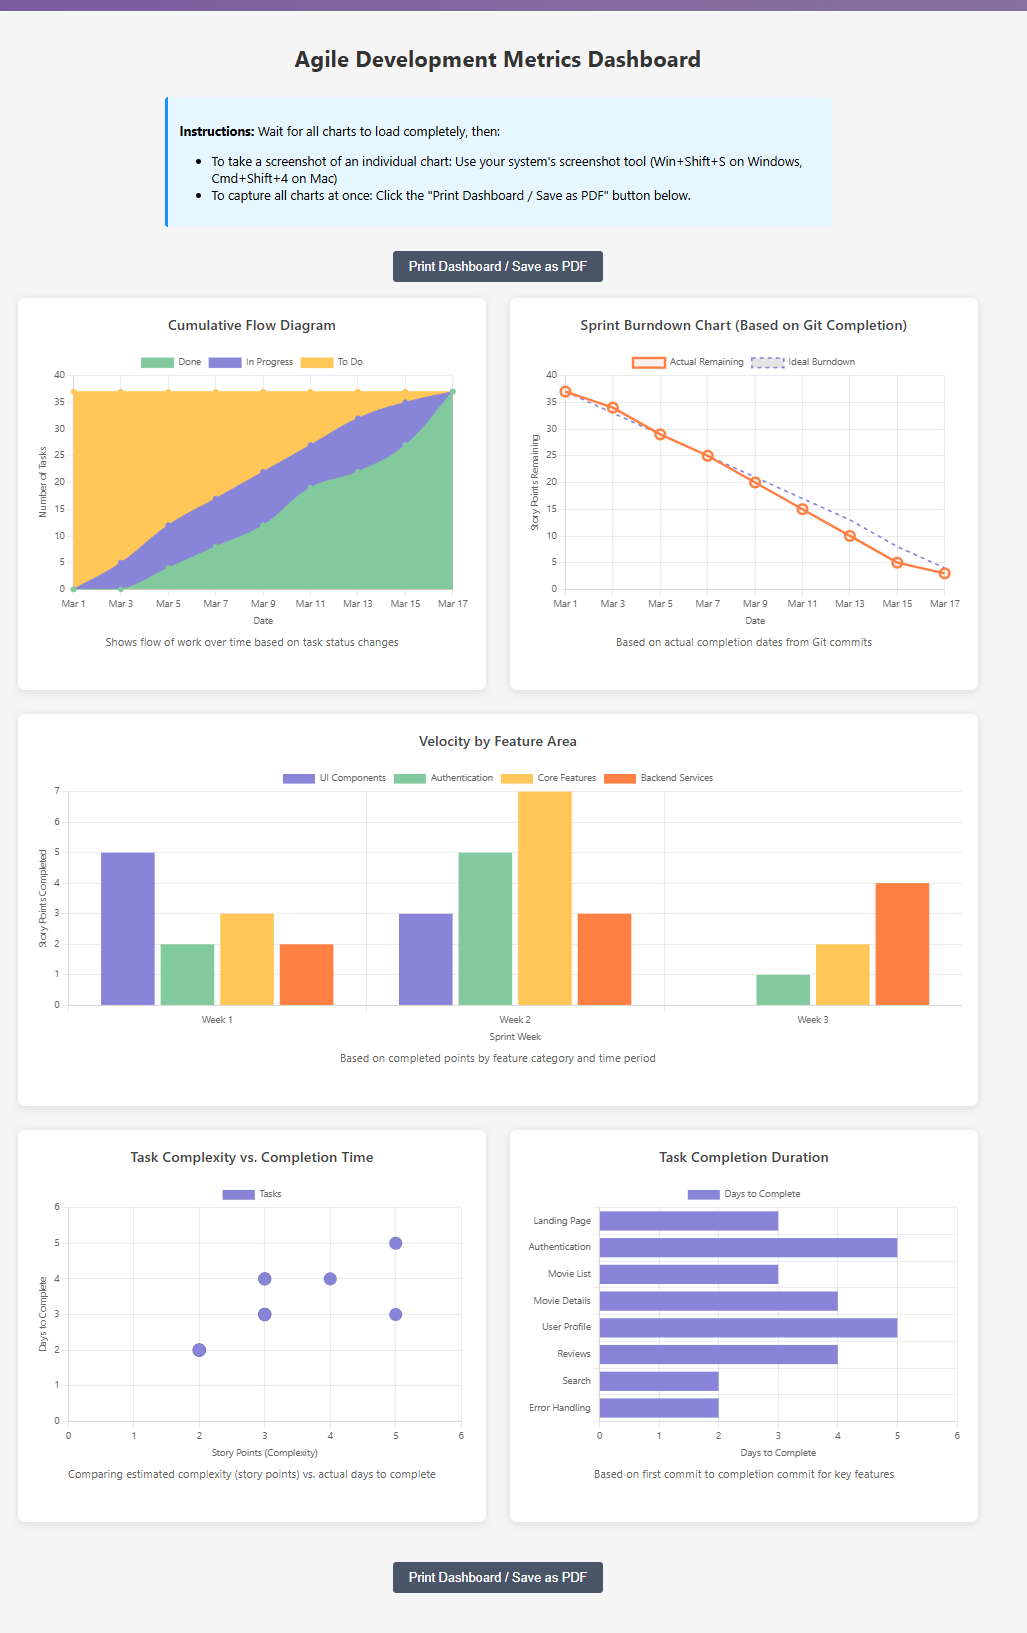 Agile Development Metrics Dashboard
Instructions: Wait for all charts to load completely, then:
• To take a screenshot of an individual chart: Use your system's screenshot tool (Win+Shift+S on Windows,
Cmd+Shift+4 on Mac)
• To capture all charts at once: Click the "Print Dashboard / Save as PDF" button below.
Print Dashboard / Save as PDF
Cumulative Flow Diagram
Done In Progress To Do
Number of Tasks
40
35
30
25
20
15
10
5
0
Mar 1 Mar 3 Mar 5 Mar 7 Mar 9 Mar 11 Mar 13 Mar 15 Mar 17
Date
Shows flow of work over time based on task status changes
Sprint Burndown Chart (Based on Git Completion)
Actual Remaining Ideal Burndown
Story Points Remaining
40
35
30
25
20
15
10
5
0
Mar 1 Mar 3 Mar 5 Mar 7 Mar 9 Mar 11 Mar 13 Mar 15 Mar 17
Date
Based on actual completion dates from Git commits
Velocity by Feature Area
UI Components Authentication Core Features Backend Services
Story Points Completed
7
6
5
4
3
2
1
0
Week 1 Week 2 Week 3
Sprint Week
Based on completed points by feature category and time period
Task Complexity vs. Completion Time
Tasks
Days to Complete
6
5
4
3
2
1
0
0 1 2 3 4 5 6
Story Points (Complexity)
Comparing estimated complexity (story points) vs. actual days to complete
Task Completion Duration
Days to Complete
Landing Page
Authentication
Movie List
Movie Details
User Profile
Reviews
Search
Error Handling
0 1 2 3 4 5 6
Days to Complete
Based on first commit to completion commit for key features
Print Dashboard / Save as PDF